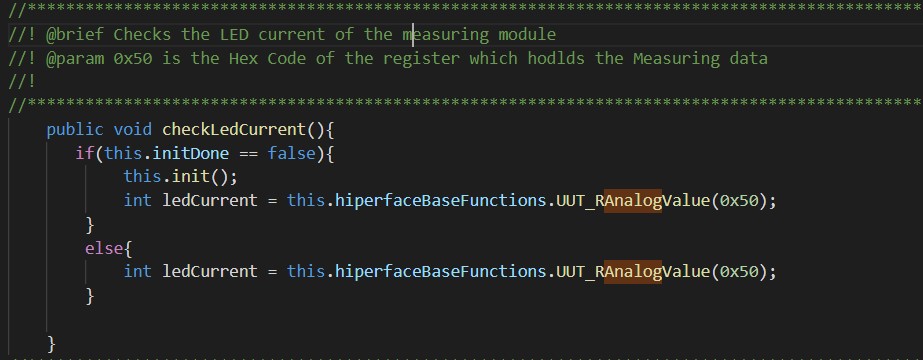 //*****************************************************************************************************
//! @brief Checks the LED current of the measuring module
//! @param 0x50 is the Hex Code of the register which hodlds the Measuring data
//!
//*****************************************************************************************************
public void checkLedCurrent(){
if(this.initDone == false){
this.init();
int ledCurrent = this.hiperfaceBaseFunctions.UUT_RAnalogValue(0x50);
}
else{
int ledCurrent = this.hiperfaceBaseFunctions.UUT_RAnalogValue(0x50);
}
}